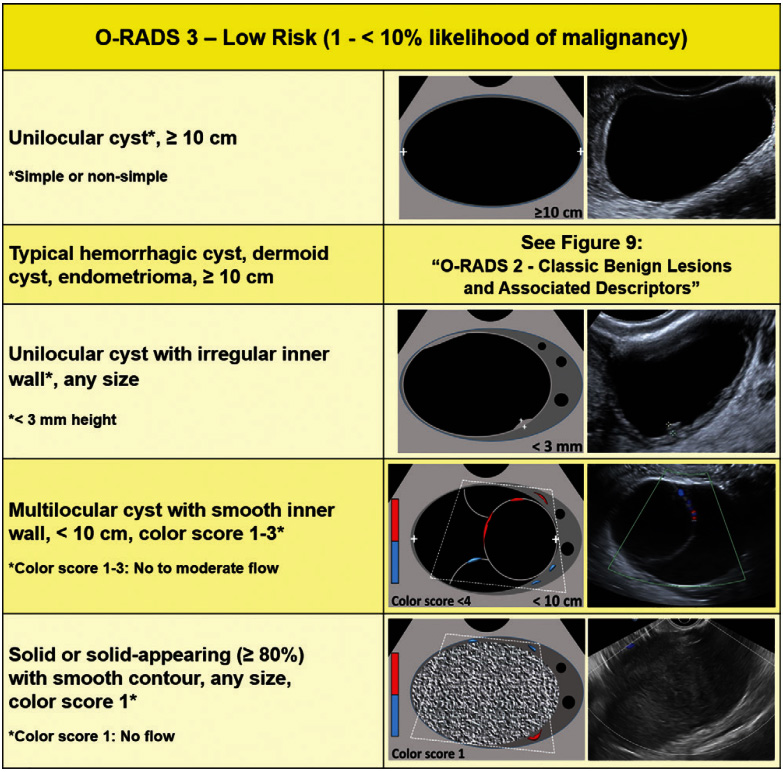 O-RADS 3 – Low Risk (1 - < 10% likelihood of malignancy)
Unilocular cyst*, ≥ 10 cm
*Simple or non-simple
≥10 cm
Typical hemorrhagic cyst, dermoid
cyst, endometrioma, ≥ 10 cm
See Figure 9:
“O-RADS 2 - Classic Benign Lesions
and Associated Descriptors”
Unilocular cyst with irregular inner
wall*, any size
*< 3 mm height
< 3 mm
Multilocular cyst with smooth inner
wall, < 10 cm, color score 1-3*
*Color score 1-3: No to moderate flow
Color score <4
< 10 cm
Solid or solid-appearing (≥ 80%)
with smooth contour, any size,
color score 1*
*Color score 1: No flow
Color score 1